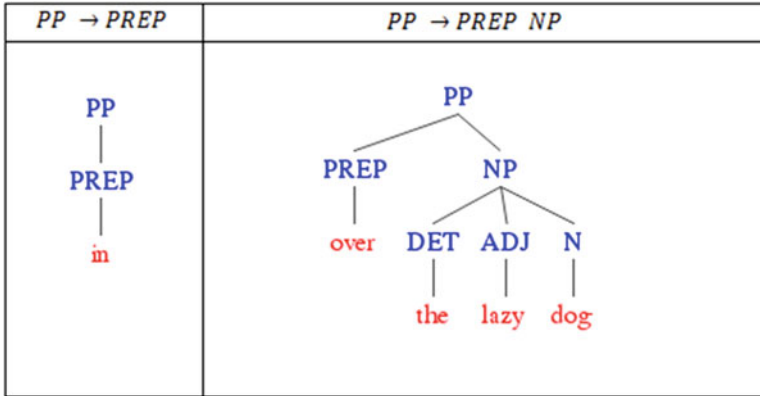 PP → PREP
PP → PREP NP
PP
PREP
in
PP
PREP NP
over DET ADJ N
the lazy dog